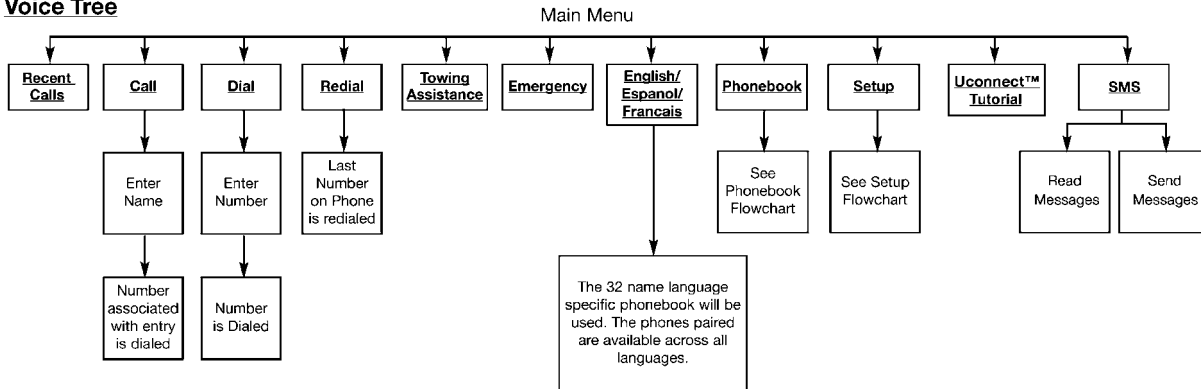 Voice Tree
Main Menu
Recent
Calls
Call
Dial
Redial
Towing
Assistance
Emergency
English/
Espanol/
Francais
Phonebook
Setup
Uconnect™
Tutorial
SMS
Enter
Name
Enter
Number
Last
Number
on Phone
is redialed
See
Phonebook
Flowchart
See Setup
Flowchart
Read
Messages
Send
Messages
Number
associated
with entry
is dialed
Number
is Dialed
The 32 name language
specific phonebook will be
used. The phones paired
are available across all
languages.